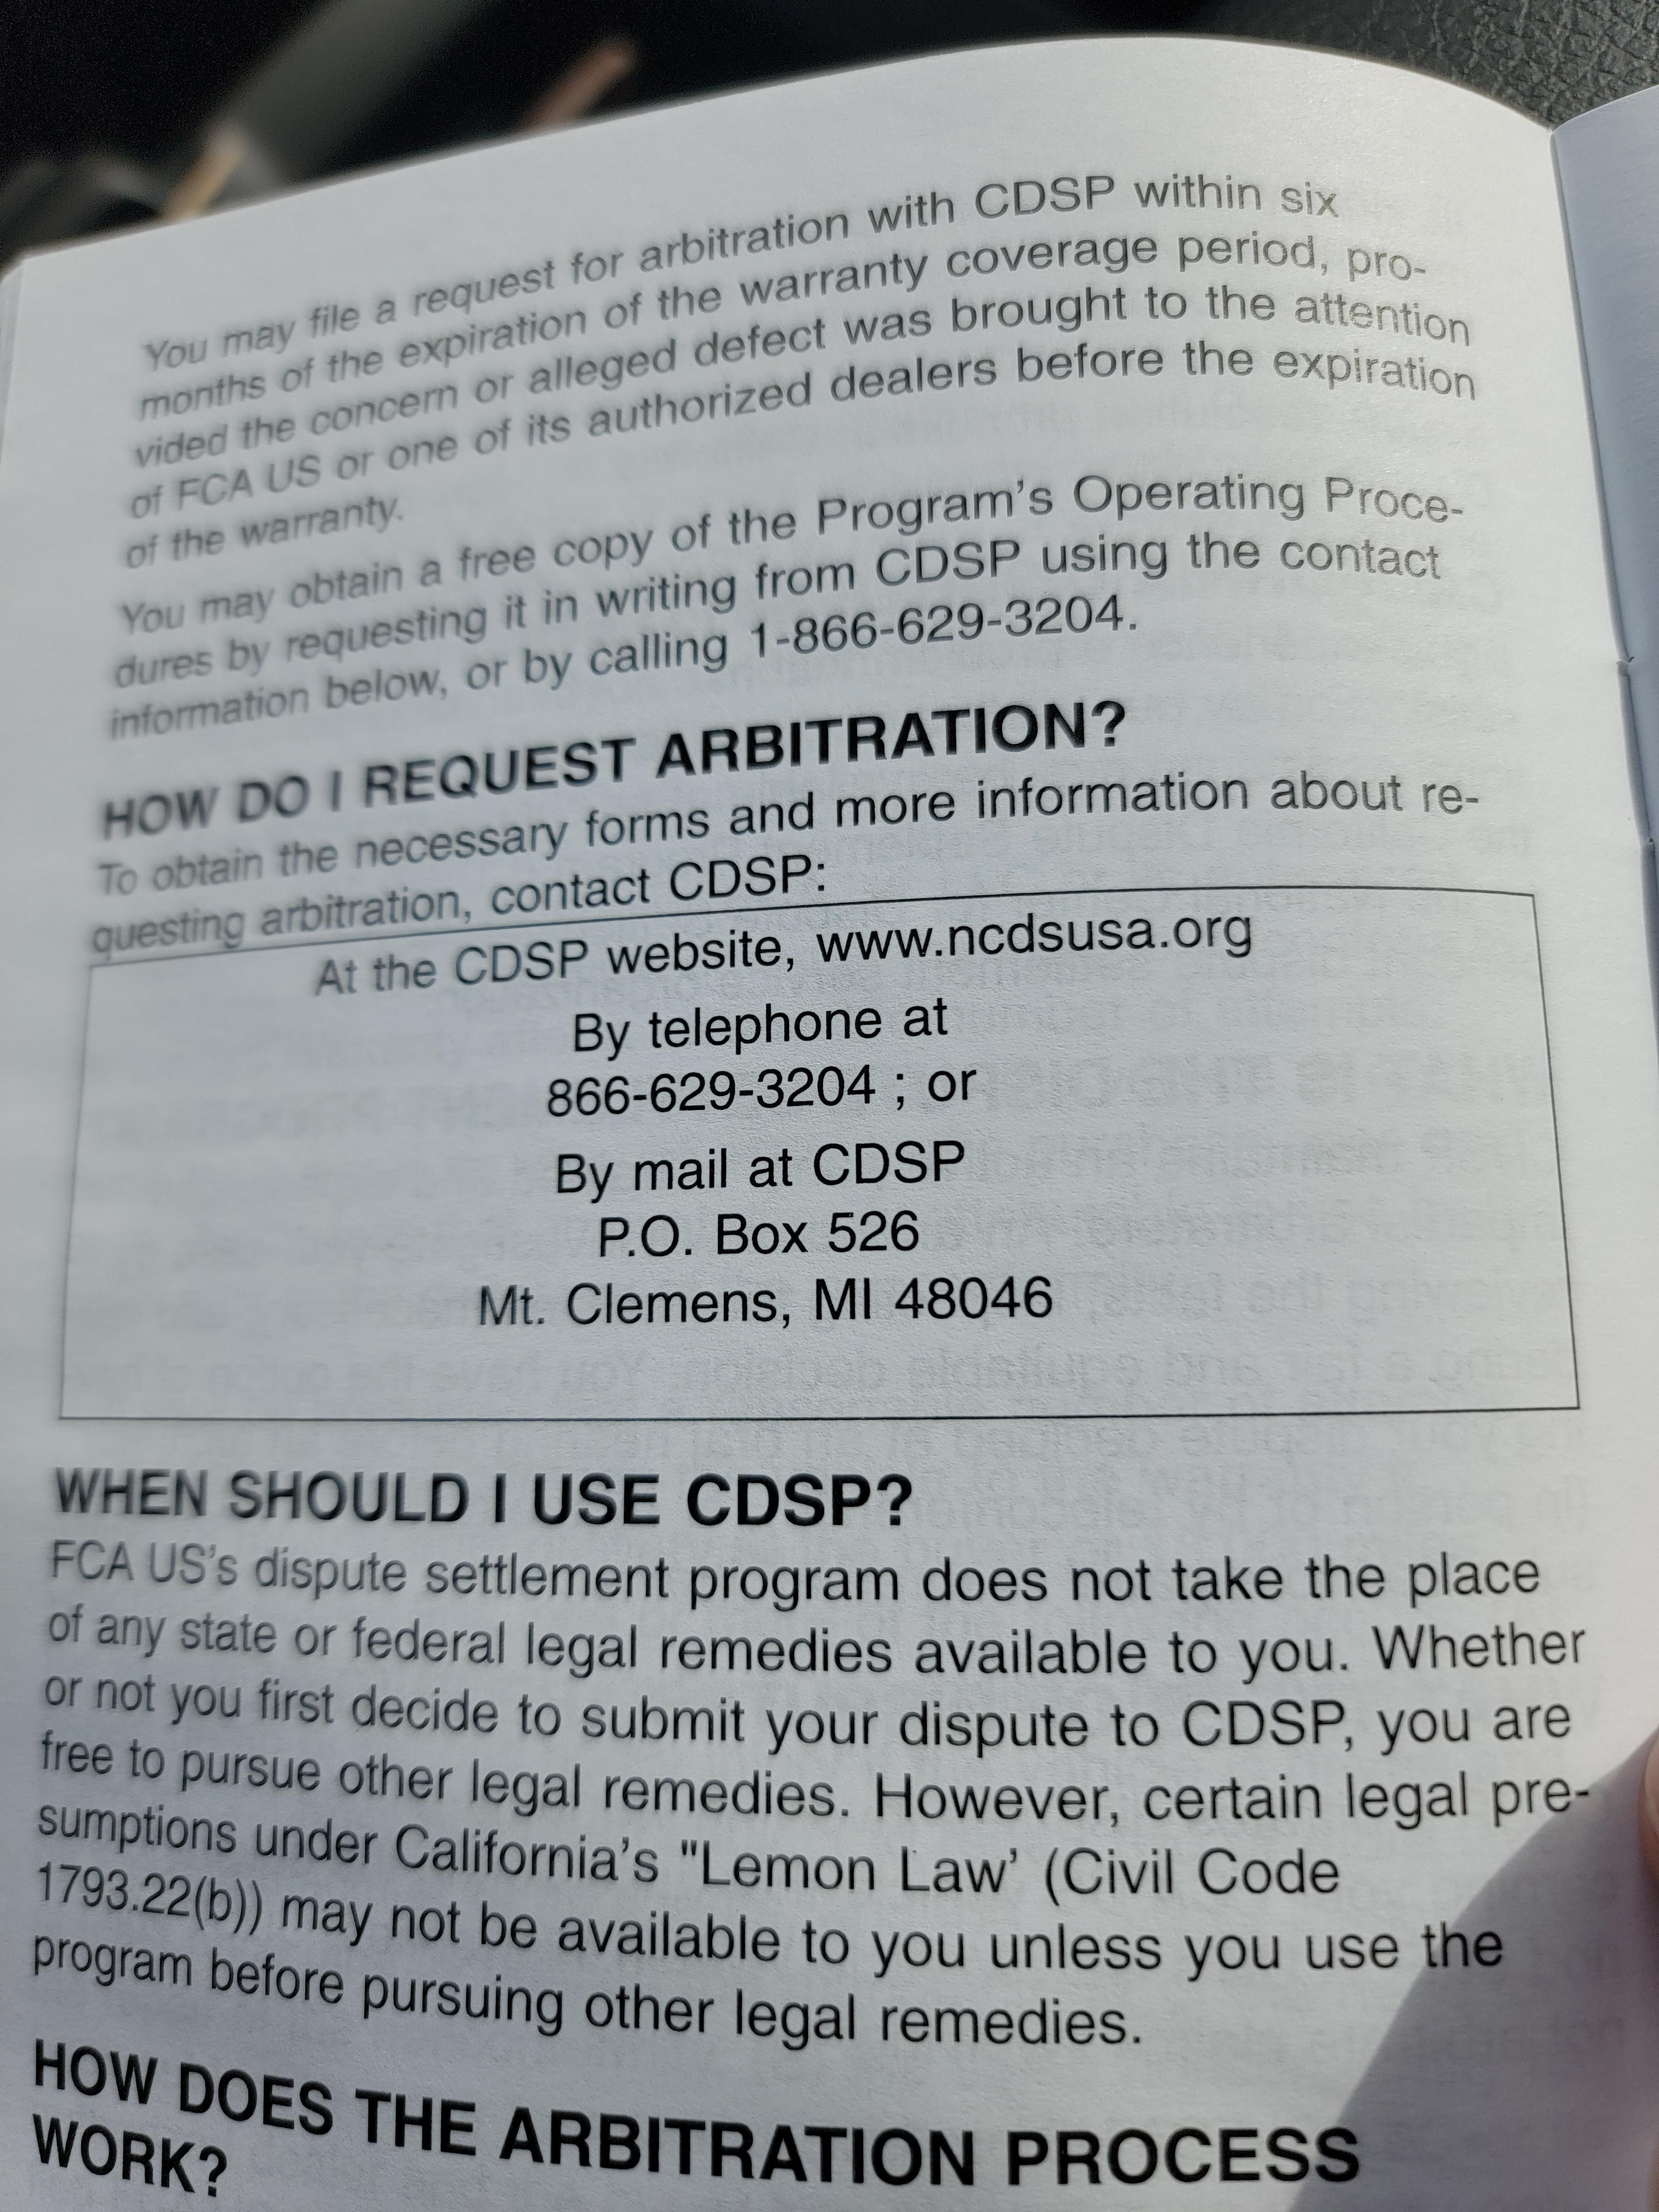 You may file a request for arbitration with CDSP within six
months of the expiration of the warranty coverage period, pro-
vided the concern or alleged defect was brought to the attention
of FCA US or one of its authorized dealers before the expiration
of the warranty.
You may obtain a free copy of the Program's Operating Proce-
dures by requesting it in writing from CDSP using the contact
information below, or by calling 1-866-629-3204.
HOW DO I REQUEST ARBITRATION?
To obtain the necessary forms and more information about re-
questing arbitration, contact CDSP:
At the CDSP website, www.ncdsusa.org
By telephone at
866-629-3204 ; or
By mail at CDSP
P.O. Box 526
Mt. Clemens, MI 48046
WHEN SHOULD I USE CDSP?
FCA US's dispute settlement program does not take the place
of any state or federal legal remedies available to you. Whether
or not you first decide to submit your dispute to CDSP, you are
free to pursue other legal remedies. However, certain legal pre-
sumptions under California's "Lemon Law' (Civil Code
1793.22(b)) may not be available to you unless you use the
program before pursuing other legal remedies.
HOW DOES THE ARBITRATION PROCESS
WORK?